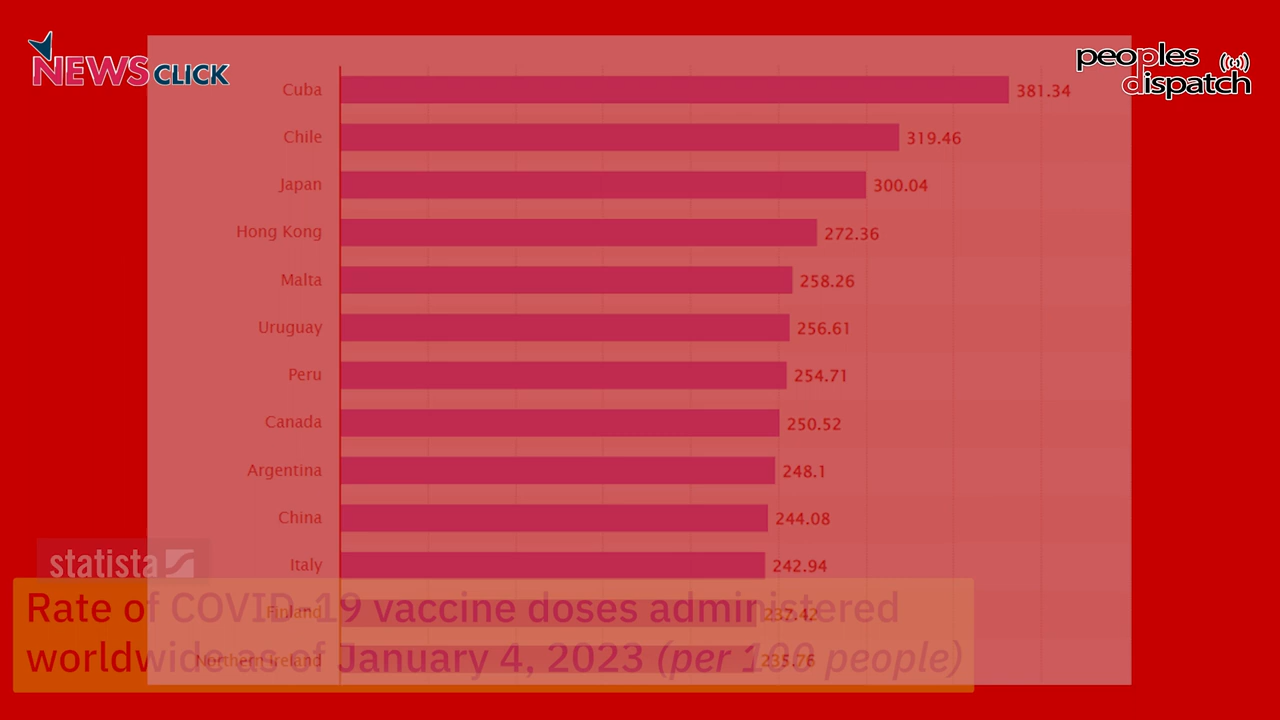 NEWSCLICK
peoples
dispatch
Cuba 381.34
Chile 319.46
Japan 300.04
Hong Kong 272.36
Malta 258.26
Uruguay 256.61
Peru 254.71
Canada 250.52
Argentina 248.1
China 244.08
Italy 242.94
Finland 237.42
Northern Ireland 235.76
statista
Rate of COVID-19 vaccine doses administered
worldwide as of January 4, 2023 (per 100 people)